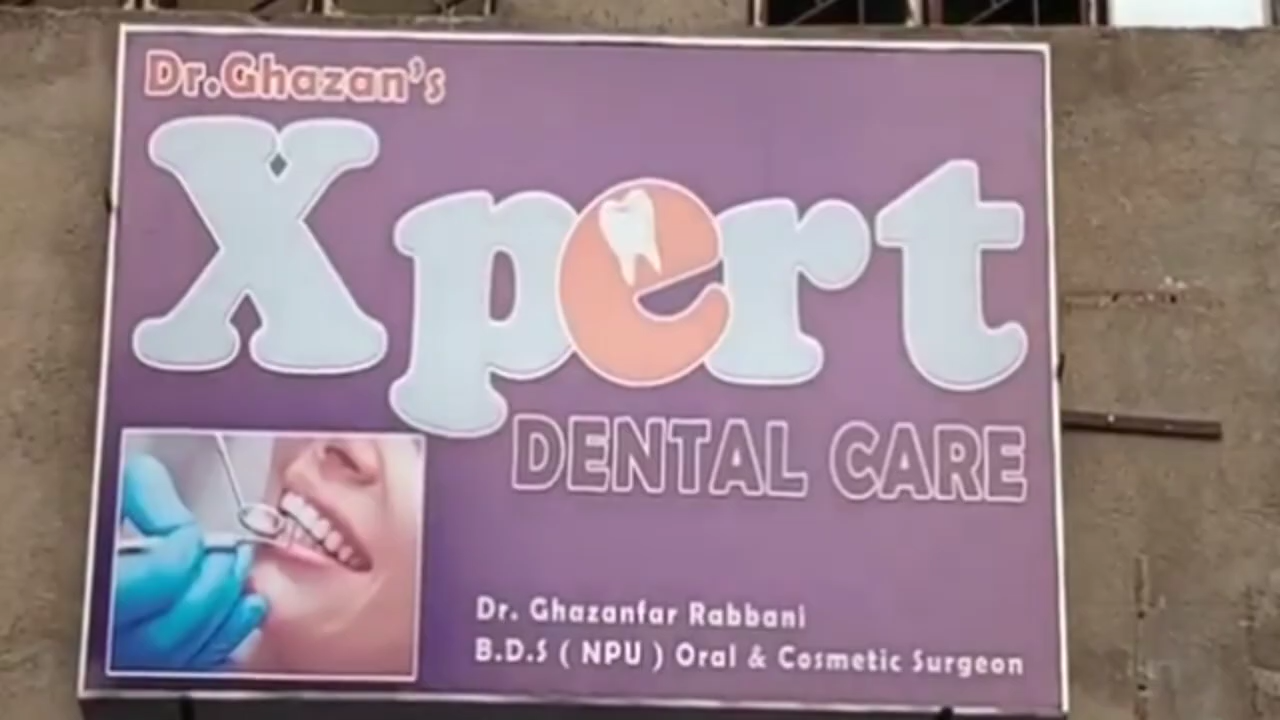 Dr.Ghazan's
Xpert
DENTAL CARE
Dr. Ghazanfar Rabbani
B.D.S ( NPU ) Oral & Cosmetic Surgeon